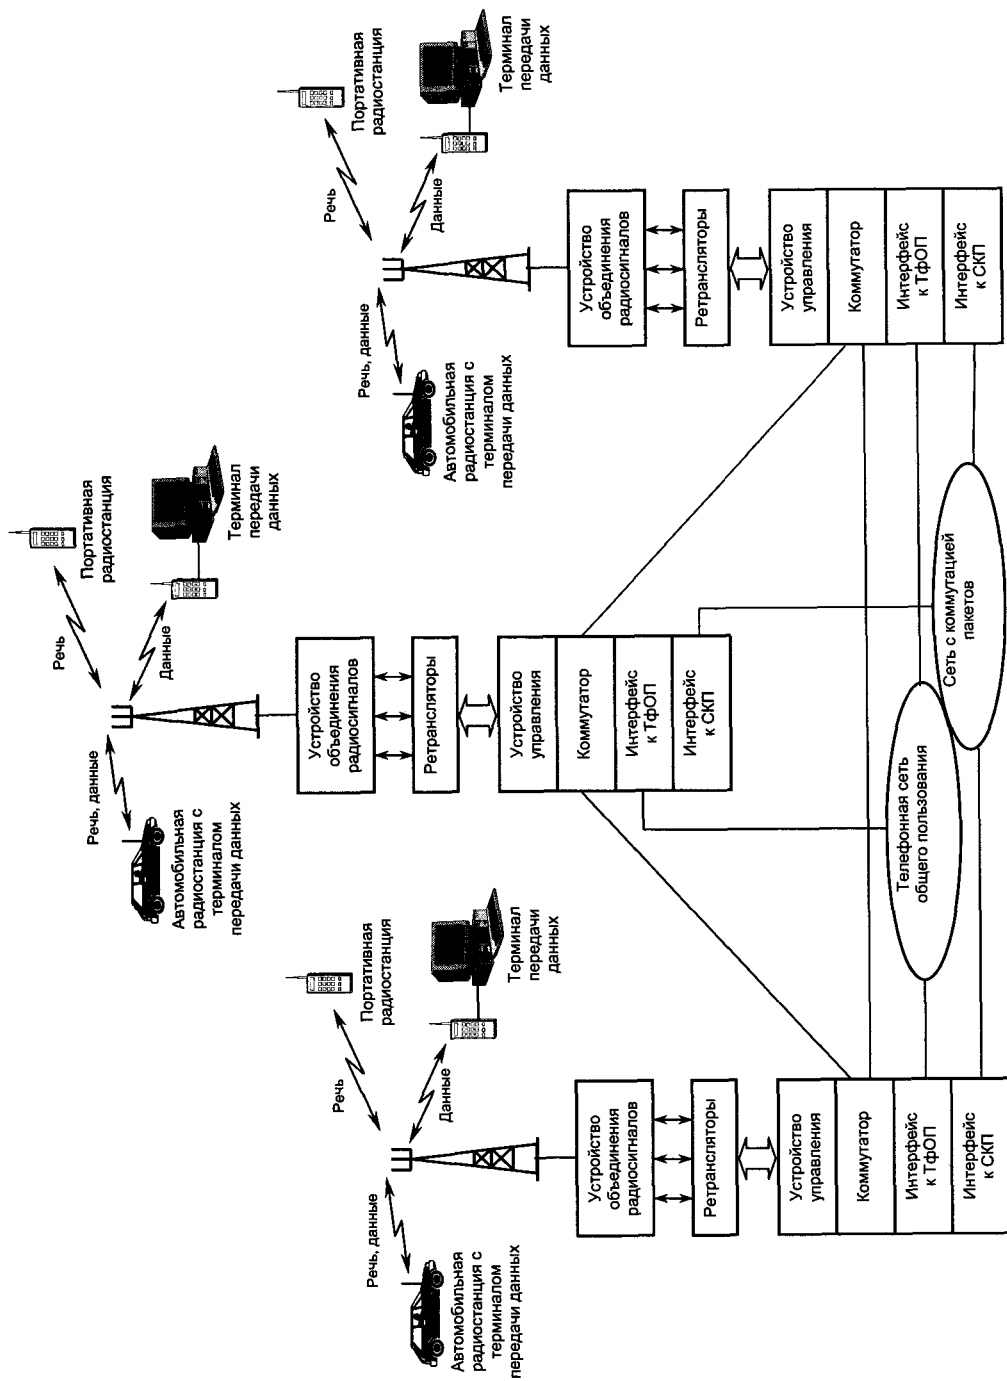 Речь, данные
Автомобильная
радиостанция с
терминалом
передачи данных
Речь
Портативная
радиостанция
Данные
Терминал
передачи
данных
Устройство
объединения
радиосигналов
Ретрансляторы
Устройство
управления
Коммутатор
Интерфейс
к ТфОП
Интерфейс
к СКП
Речь, данные
Автомобильная
радиостанция с
терминалом
передачи данных
Речь
Портативная
радиостанция
Данные
Терминал
передачи
данных
Устройство
объединения
радиосигналов
Ретрансляторы
Устройство
управления
Коммутатор
Интерфейс
к ТфОП
Интерфейс
к СКП
Речь, данные
Автомобильная
радиостанция с
терминалом
передачи данных
Речь
Портативная
радиостанция
Данные
Терминал
передачи
данных
Устройство
объединения
радиосигналов
Ретрансляторы
Устройство
управления
Коммутатор
Интерфейс
к ТфОП
Интерфейс
к СКП
Телефонная сеть
общего пользования
Сеть с коммутацией
пакетов